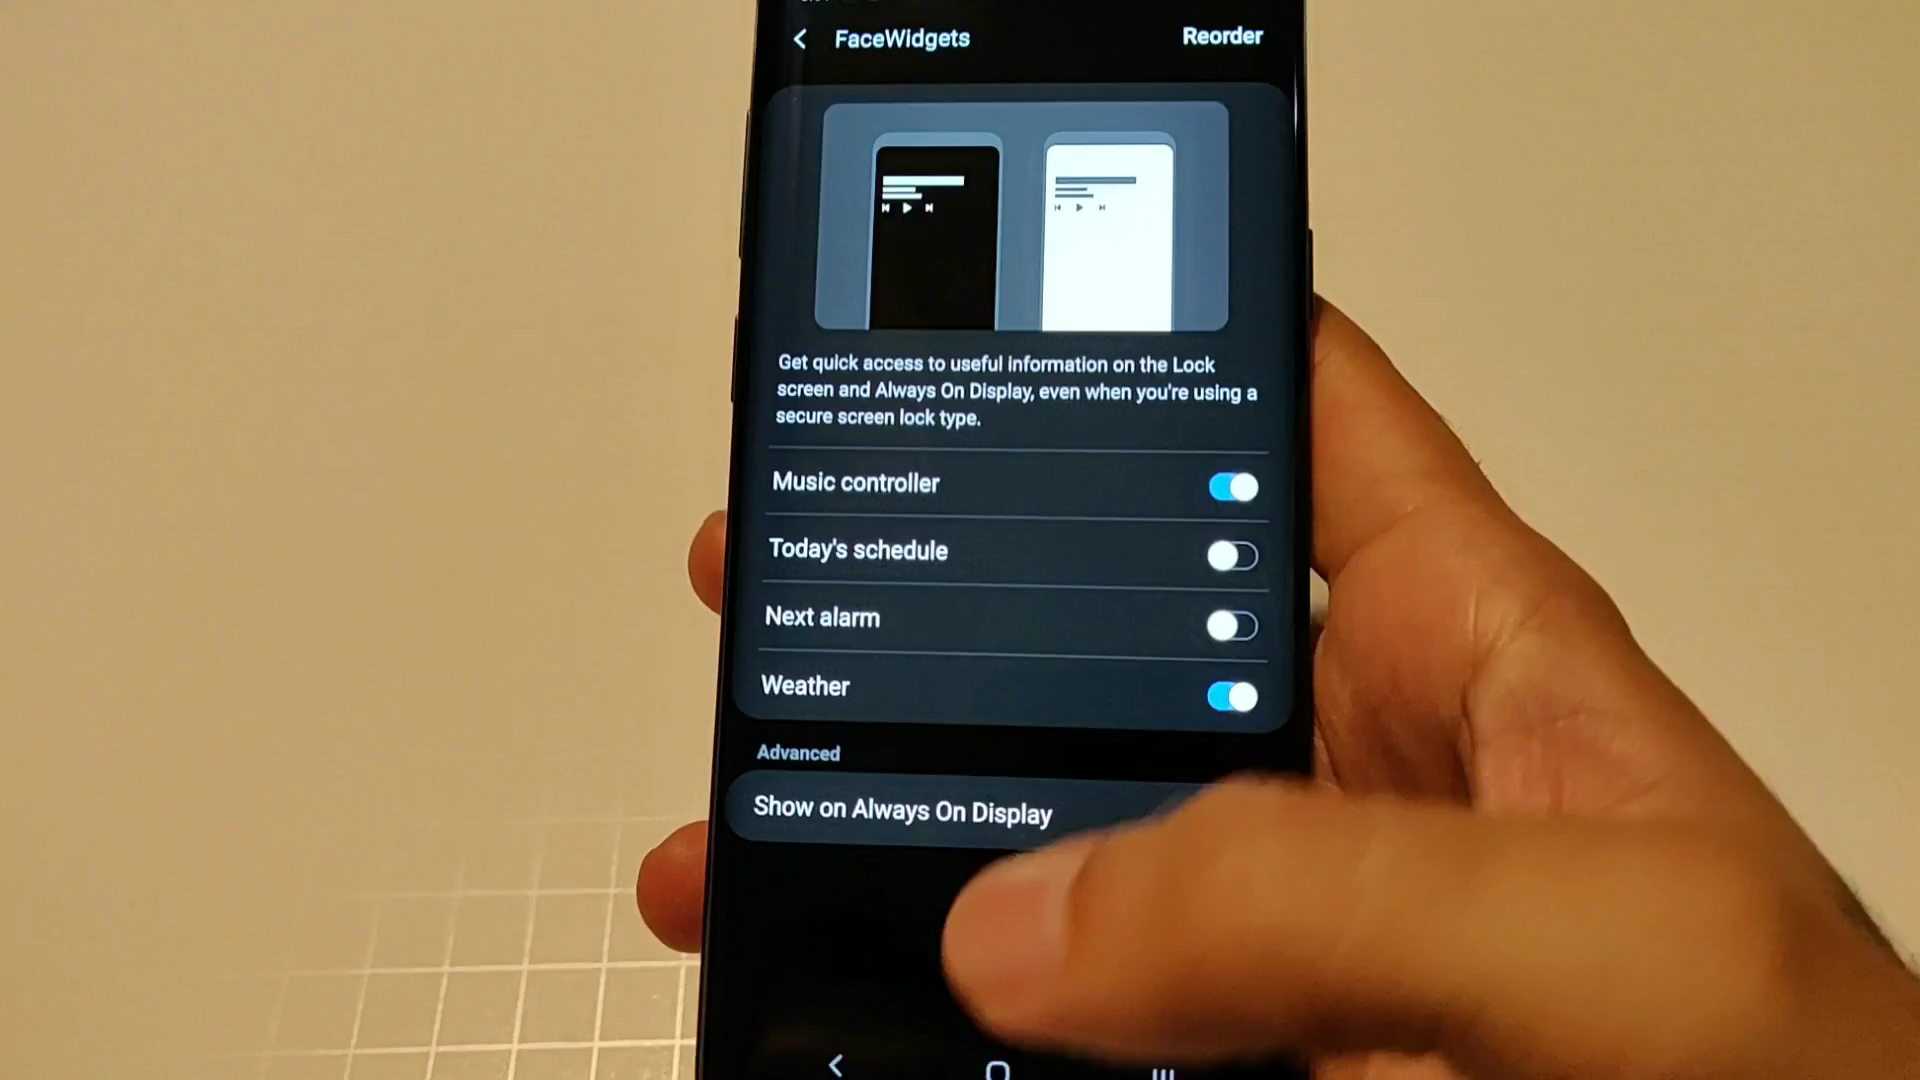 FaceWidgets
Reorder
Get quick access to useful information on the Lock
screen and Always On Display, even when you're using a
secure screen lock type.
Music controller
Today's schedule
Next alarm
Weather
Advanced
Show on Always On Display